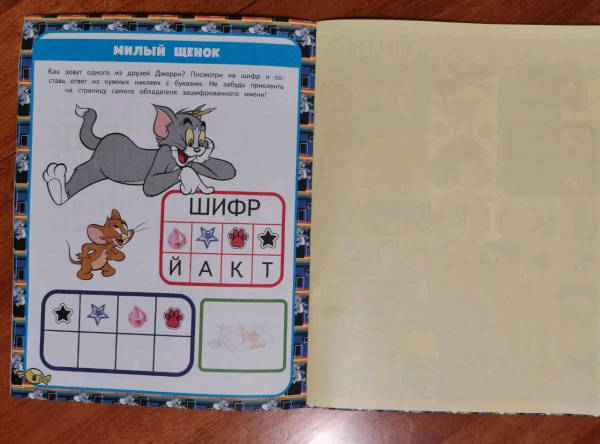 МИЛЫЙ ЩЕНОК
Как зовут одного из друзей Джерри? Посмотри на шифр и со-
ставь ответ из нужных наклеек с буквами. Не забудь приклеить
на страницу самого обладателя зашифрованного имени!
ШИФР
Й А К Т
8